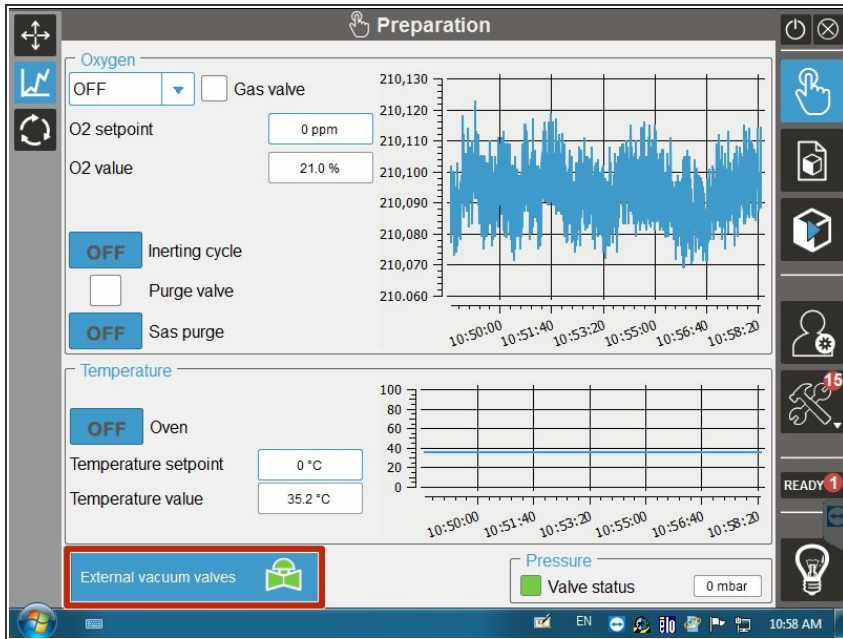 Preparation
Oxygen
OFF
Gas valve
O2 setpoint
0 ppm
O2 value
21.0 %
OFF
Inerting cycle
Purge valve
OFF
Sas purge
210,130
210,120
210,110
210,100
210,090
210,080
210,070
210.060
10:50:00 10:51:40 10:53:20 10:55:00 10:56:40 10:58:20
Temperature
OFF
Oven
Temperature setpoint
0 °C
Temperature value
35.2 °C
100
80
60
40
20
0
10:50:00 10:51:40 10:53:20 10:55:00 10:56:40 10:58:20
External vacuum valves
Pressure
Valve status
0 mbar
15
READY
1
EN
elo
10:58 AM